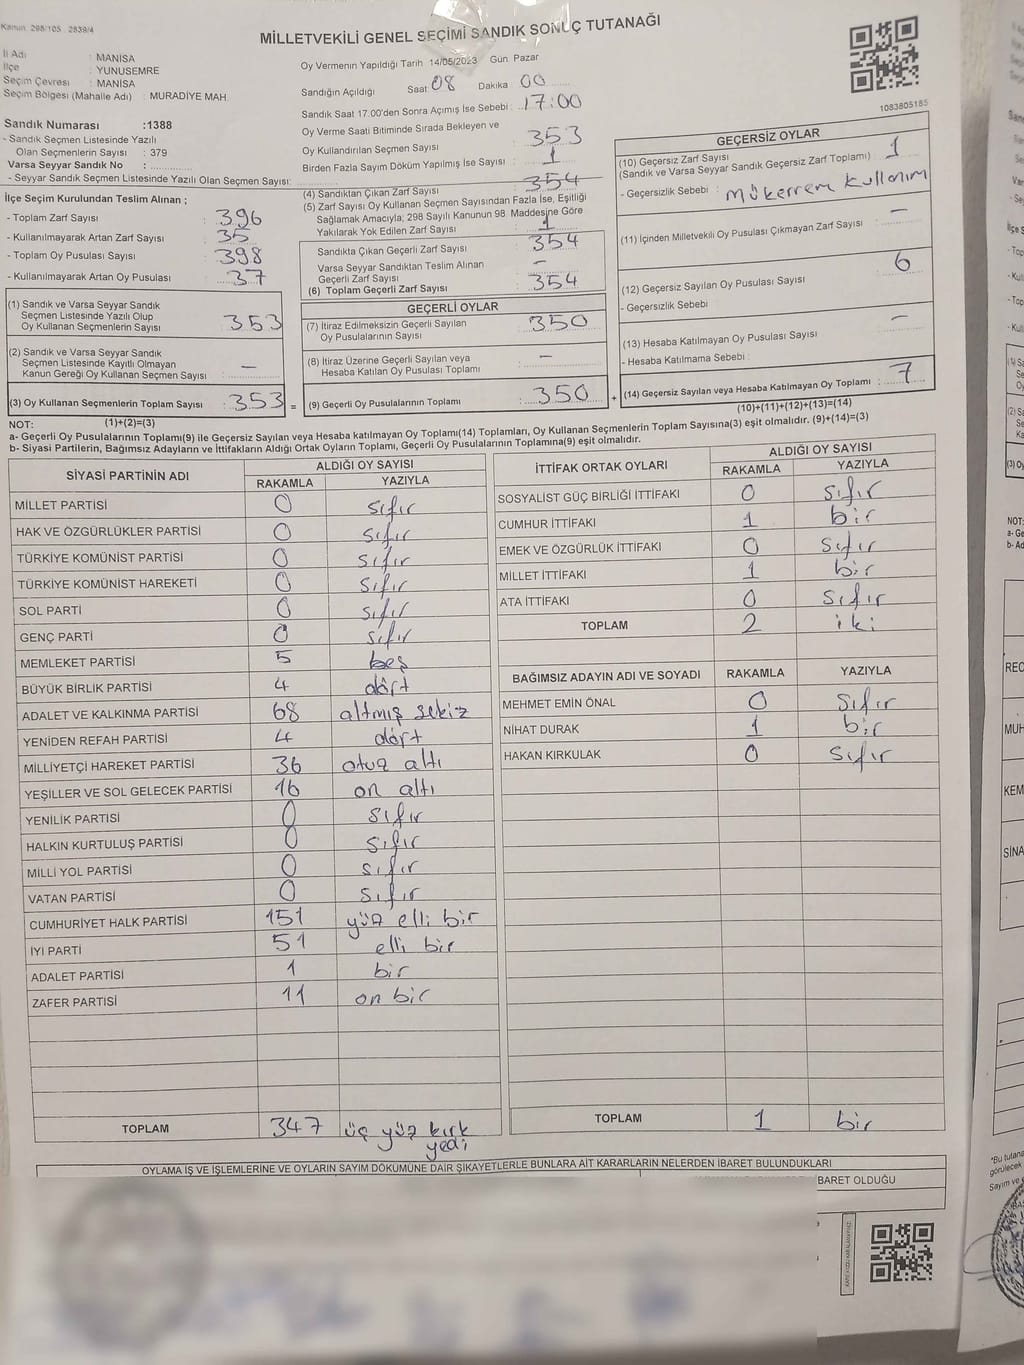 Kanun: 298/105 2839/4
MİLLETVEKİLİ GENEL SEÇİMİ SANDIK SONUÇ TUTANAĞI
İl Adı : MANİSA
İlçe : YUNUSEMRE
Seçim Çevresi : MANİSA
Seçim Bölgesi (Mahalle Adı) : MURADİYE MAH.
Sandık Numarası :1388
- Sandık Seçmen Listesinde Yazılı
Olan Seçmenlerin Sayısı : 379
Varsa Seyyar Sandık No :
- Seyyar Sandık Seçmen Listesinde Yazılı Olan Seçmen Sayısı:
Oy Vermenin Yapıldığı Tarih 14/05/2023 Gün Pazar
Sandığın Açıldığı Saat 08 Dakika 00
Sandık Saat 17.00'den Sonra Açımış İse Sebebi : 17:00
Oy Verme Saati Bitiminde Sırada Bekleyen ve
Oy Kullandırılan Seçmen Sayısı 353
Birden Fazla Sayım Döküm Yapılmış İse Sayısı : 1
1083805185
İlçe Seçim Kurulundan Teslim Alınan ;
- Toplam Zarf Sayısı : 396
- Kullanılmayarak Artan Zarf Sayısı : 35
- Toplam Oy Pusulası Sayısı : 398
- Kullanılmayarak Artan Oy Pusulası : 37
(1) Sandık ve Varsa Seyyar Sandık
Seçmen Listesinde Yazılı Olup
Oy Kullanan Seçmenlerin Sayısı 353
(2) Sandık ve Varsa Seyyar Sandık
Seçmen Listesinde Kayıtlı Olmayan
Kanun Gereği Oy Kullanan Seçmen Sayısı : –
(3) Oy Kullanan Seçmenlerin Toplam Sayısı : 353 =
(4) Sandıktan Çıkan Zarf Sayısı 354
(5) Zarf Sayısı Oy Kullanan Seçmen Sayısından Fazla İse, Eşitliği
Sağlamak Amacıyla; 298 Sayılı Kanunun 98. Maddesine Göre
Yakılarak Yok Edilen Zarf Sayısı : 1
Sandıkta Çıkan Geçerli Zarf Sayısı 354
Varsa Seyyar Sandıktan Teslim Alınan
Geçerli Zarf Sayısı : –
(6) Toplam Geçerli Zarf Sayısı : 354
GEÇERLİ OYLAR
(7) İtiraz Edilmeksizin Geçerli Sayılan
Oy Pusulalarının Sayısı : 350
(8) İtiraz Üzerine Geçerli Sayılan veya
Hesaba Katılan Oy Pusulası Toplamı : –
(9) Geçerli Oy Pusulalarının Toplamı : 350 +
GEÇERSİZ OYLAR
(10) Geçersiz Zarf Sayısı
(Sandık ve Varsa Seyyar Sandık Geçersiz Zarf Toplamı) : 1
- Geçersizlik Sebebi : mükerrem kullanım
(11) İçinden Milletvekili Oy Pusulası Çıkmayan Zarf Sayısı : –
(12) Geçersiz Sayılan Oy Pusulası Sayısı : 6
- Geçersizlik Sebebi
(13) Hesaba Katılmayan Oy Pusulası Sayısı : –
- Hesaba Katılmama Sebebi :
(14) Geçersiz Sayılan veya Hesaba Katılmayan Oy Toplamı : 7
NOT: (1)+(2)=(3)
(10)+(11)+(12)+(13)=(14)
a- Geçerli Oy Pusulalarının Toplamı(9) ile Geçersiz Sayılan veya Hesaba katılmayan Oy Toplamı(14) Toplamları, Oy Kullanan Seçmenlerin Toplam Sayısına(3) eşit olmalıdır. (9)+(14)=(3)
b- Siyasi Partilerin, Bağımsız Adayların ve İttifakların Aldığı Ortak Oyların Toplamı, Geçerli Oy Pusulalarının Toplamına(9) eşit olmalıdır.
SİYASİ PARTİNİN ADI
ALDIĞI OY SAYISI
RAKAMLA YAZIYLA
MİLLET PARTİSİ 0 sıfır
HAK VE ÖZGÜRLÜKLER PARTİSİ 0 sıfır
TÜRKİYE KOMÜNİST PARTİSİ 0 sıfır
TÜRKİYE KOMÜNİST HAREKETİ 0 sıfır
SOL PARTİ 0 sıfır
GENÇ PARTİ 0 sıfır
MEMLEKET PARTİSİ 5 beş
BÜYÜK BİRLİK PARTİSİ 4 dört
ADALET VE KALKINMA PARTİSİ 68 altmış sekiz
YENİDEN REFAH PARTİSİ 4 dört
MİLLİYETÇİ HAREKET PARTİSİ 36 otuz altı
YEŞİLLER VE SOL GELECEK PARTİSİ 16 on altı
YENİLİK PARTİSİ 0 sıfır
HALKIN KURTULUŞ PARTİSİ 0 sıfır
MİLLİ YOL PARTİSİ 0 sıfır
VATAN PARTİSİ 0 sıfır
CUMHURİYET HALK PARTİSİ 151 yüz elli bir
İYİ PARTİ 51 elli bir
ADALET PARTİSİ 1 bir
ZAFER PARTİSİ 11 on bir
TOPLAM 347 üç yüz kırk
yedi
İTTİFAK ORTAK OYLARI
ALDIĞI OY SAYISI
RAKAMLA YAZIYLA
SOSYALİST GÜÇ BİRLİĞİ İTTİFAKI 0 sıfır
CUMHUR İTTİFAKI 1 bir
EMEK VE ÖZGÜRLÜK İTTİFAKI 0 sıfır
MİLLET İTTİFAKI 1 bir
ATA İTTİFAKI 0 sıfır
TOPLAM 2 iki
BAĞIMSIZ ADAYIN ADI VE SOYADI RAKAMLA YAZIYLA
MEHMET EMİN ÖNAL 0 sıfır
NİHAT DURAK 1 bir
HAKAN KIRKULAK 0 sıfır
TOPLAM 1 bir
OYLAMA İŞ VE İŞLEMLERİNE VE OYLARIN SAYIM DÖKÜMÜNE DAİR ŞİKAYETLERLE BUNLARA AİT KARARLARIN NELERDEN İBARET BULUNDUKLARI
BARET OLDUĞU